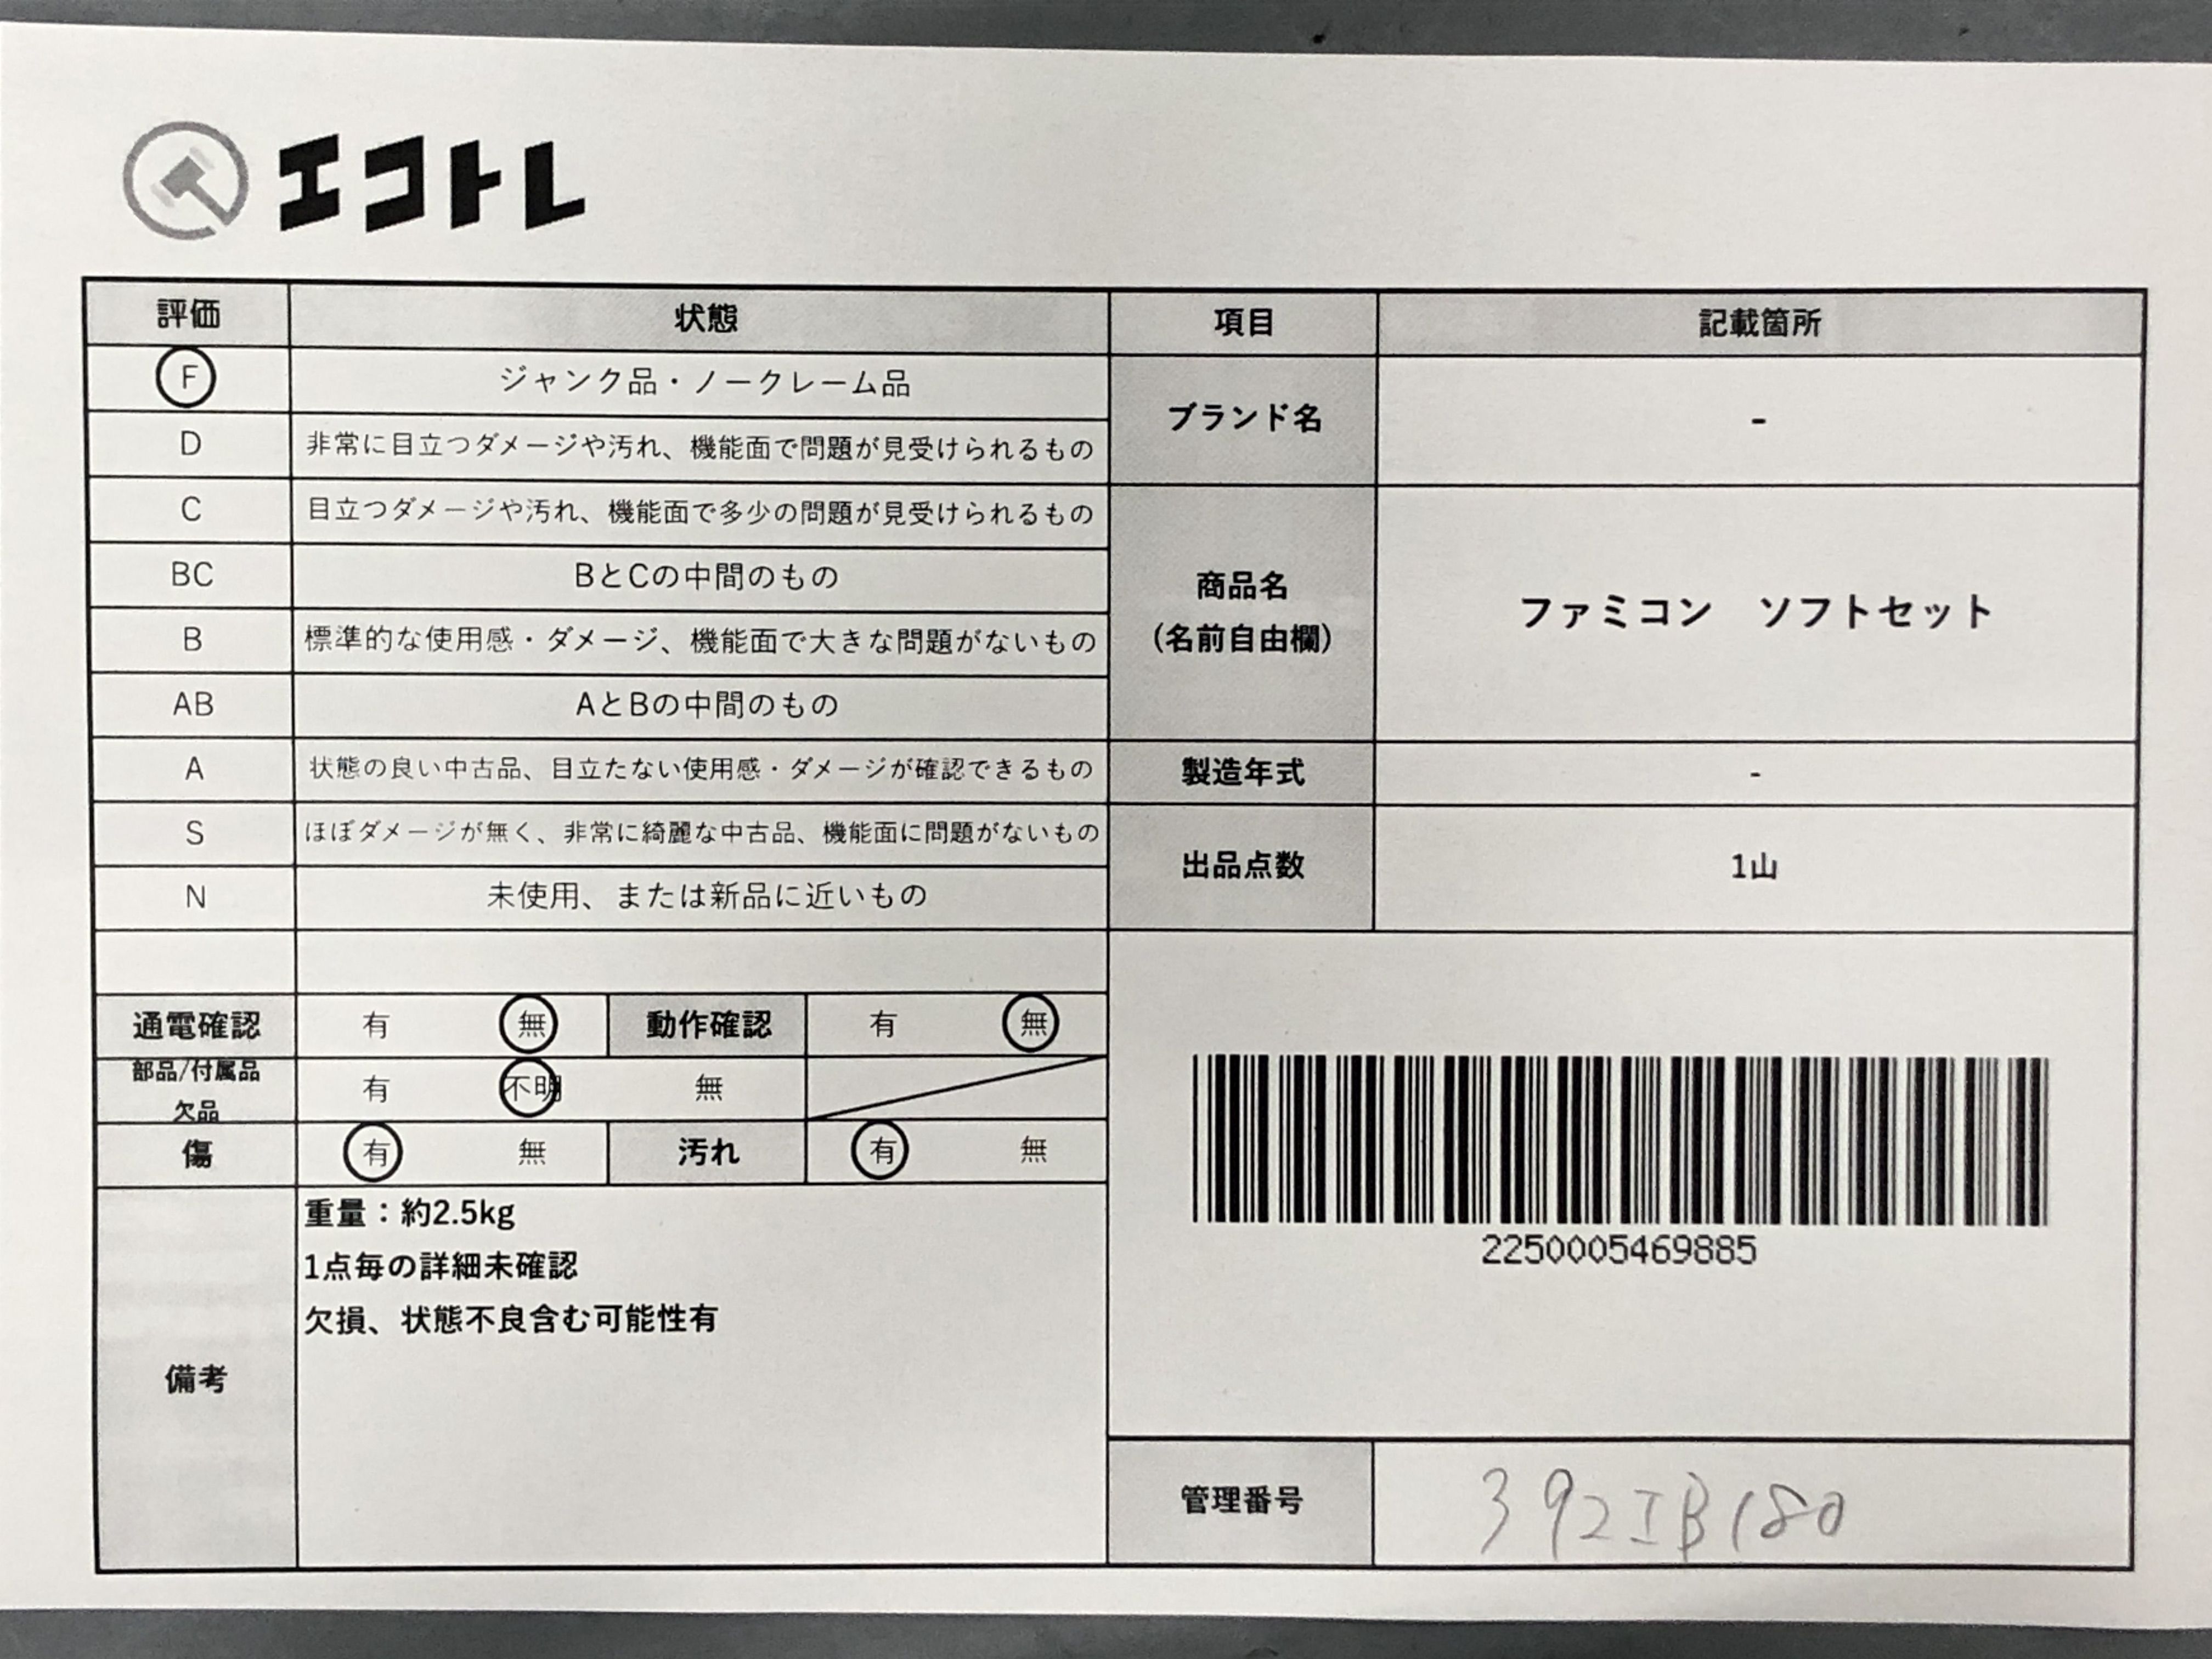 エコトレ
評価 状態 項目 記載箇所
F ジャンク品・ノークレーム品
ブランド名 -
D 非常に目立つダメージや汚れ、機能面で問題が見受けられるもの
C 目立つダメージや汚れ、機能面で多少の問題が見受けられるもの
BC BとCの中間のもの
商品名
(名前自由欄)
ファミコン ソフトセット
B 標準的な使用感・ダメージ、機能面で大きな問題がないもの
AB AとBの中間のもの
A 状態の良い中古品、目立たない使用感・ダメージが確認できるもの
製造年式 -
S ほぼダメージが無く、非常に綺麗な中古品、機能面に問題がないもの
出品点数 1山
N 未使用、または新品に近いもの
通電確認 有 無 動作確認 有 無
部品/付属品
欠品
有 不明 無
傷 有 無 汚れ 有 無
備考
重量：約2.5kg
1点毎の詳細未確認
欠損、状態不良含む可能性有
2250005469885
管理番号 392IB180